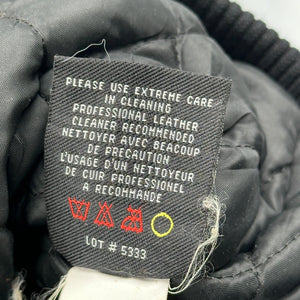 PLEASE USE EXTREME CARE
IN CLEANING
PROFESSIONAL LEATHER
CLEANER RECOMMENDED
NETTOYER AVEC BEACOUP
DE PRECAUTION
L'USAGE D'UN NETTOYEUR
DE CUIR PROFESSIONEL
A RECOMMANDE
LOT # 5333